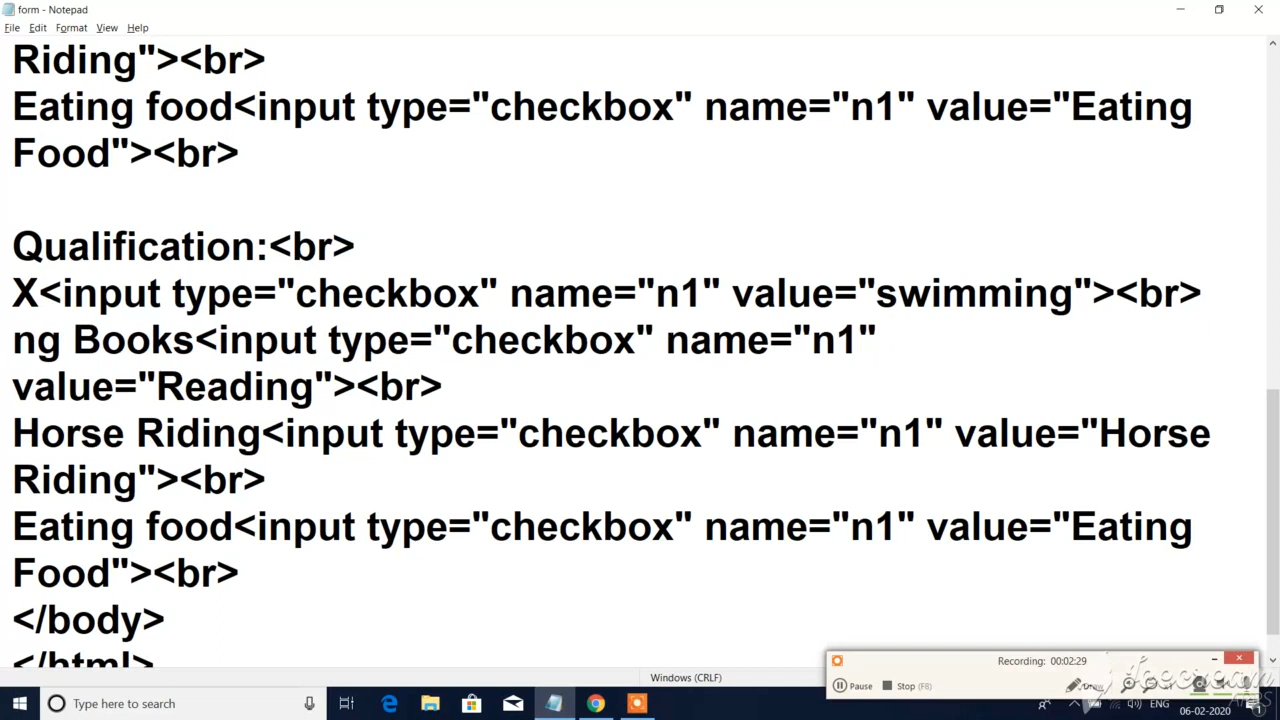 form - Notepad
File Edit Format View Help
Riding"><br>
Eating food<input type="checkbox" name="n1" value="Eating
Food"><br>
Qualification:<br>
X<input type="checkbox" name="n1" value="swimming"><br>
ng Books<input type="checkbox" name="n1"
value="Reading"><br>
Horse Riding<input type="checkbox" name="n1" value="Horse
Riding"><br>
Eating food<input type="checkbox" name="n1" value="Eating
Food"><br>
</body>
</html>
Windows (CRLF)
Recording: 00:02:29
Pause Stop (F8) Draw
Type here to search
ENG
06-02-2020